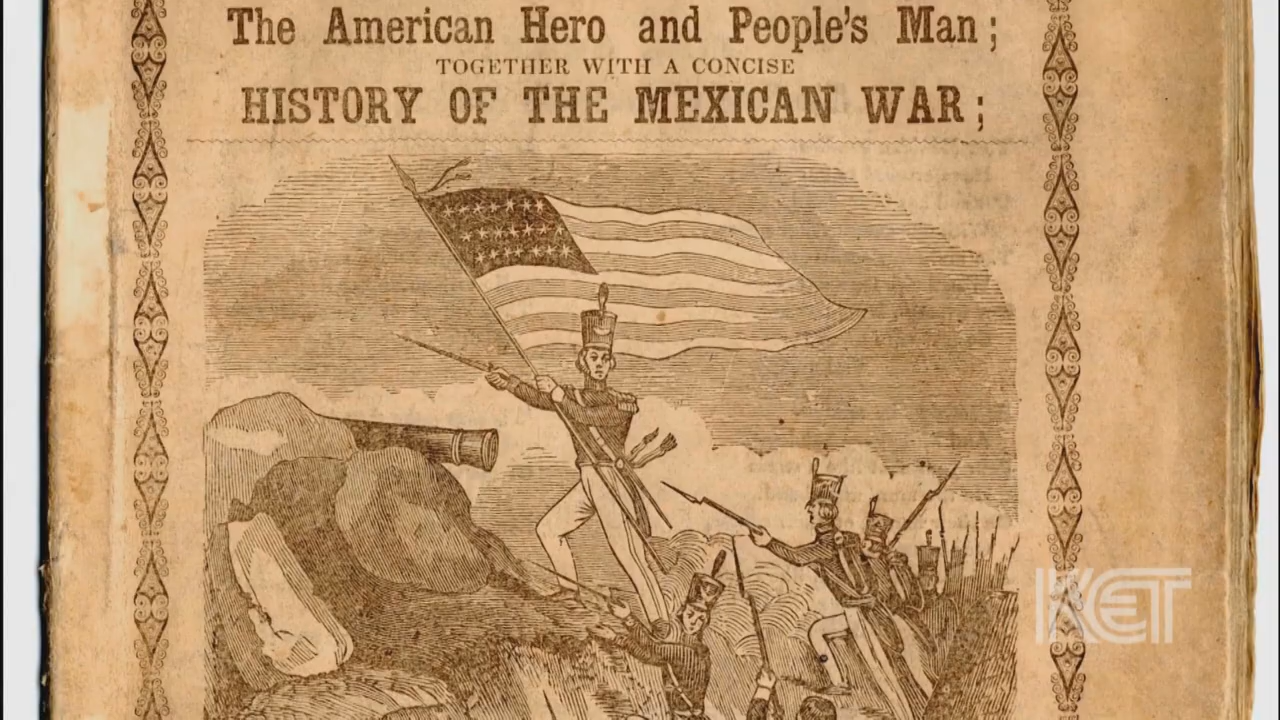 The American Hero and People's Man;
TOGETHER WITH A CONCISE
HISTORY OF THE MEXICAN WAR;
KET